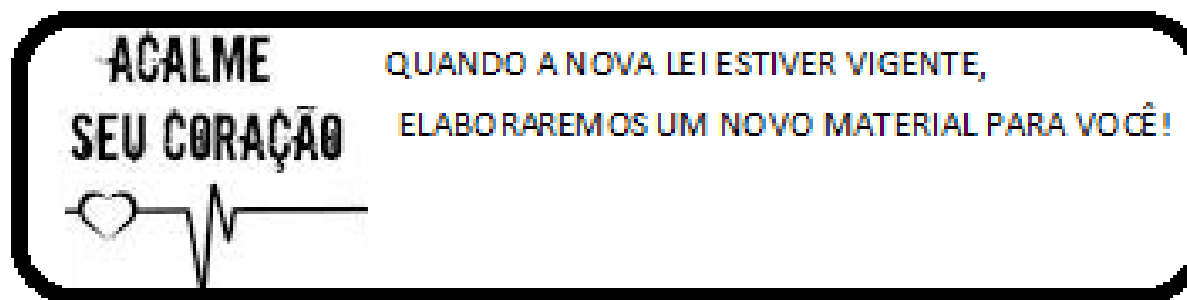 ACALME
SEU CORAÇÃO
QUANDO A NOVA LEI ESTIVER VIGENTE,
ELABORAREMOS UM NOVO MATERIAL PARA VOCÊ!